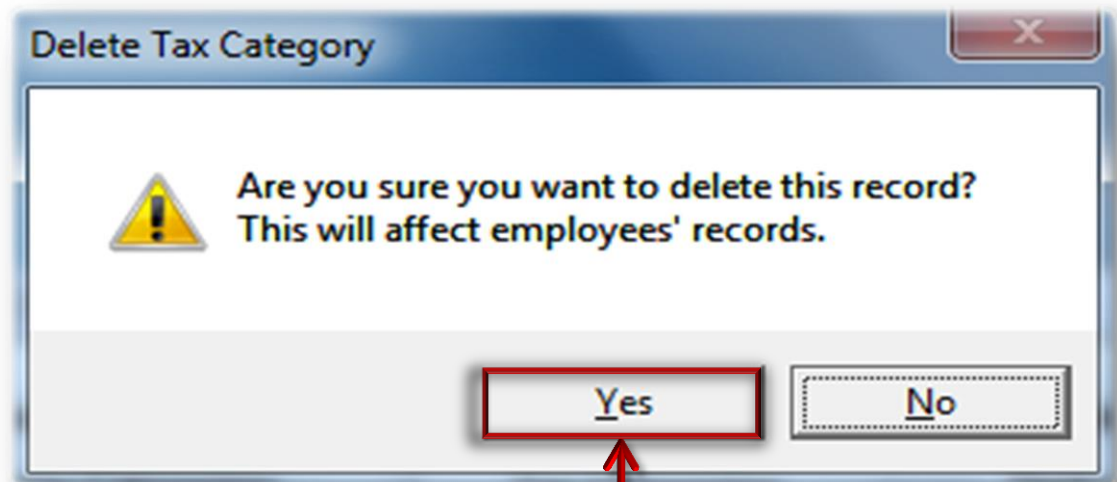 Delete Tax Category
Are you sure you want to delete this record?
This will affect employees' records.
Yes
No